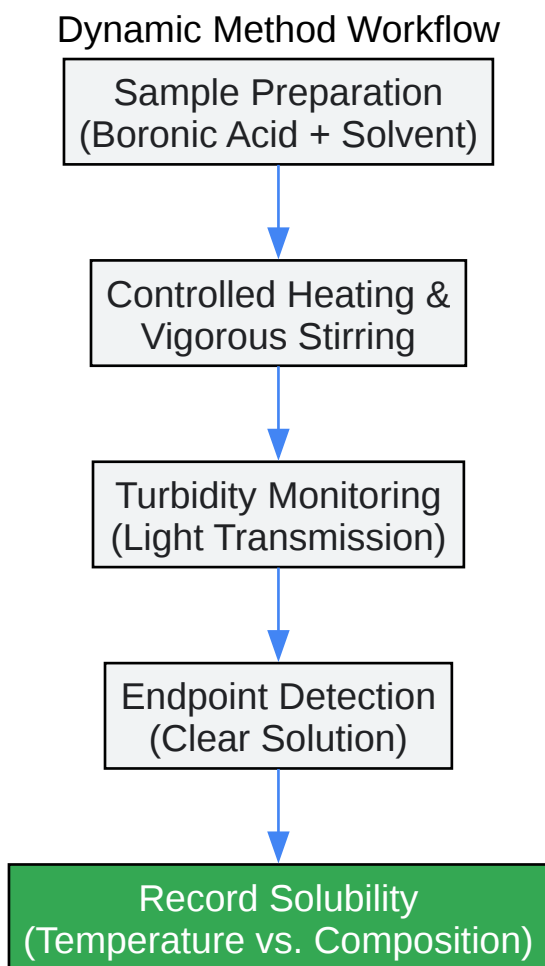 Dynamic Method Workflow
Sample Preparation
(Boronic Acid + Solvent)
Controlled Heating &
Vigorous Stirring
Turbidity Monitoring
(Light Transmission)
Endpoint Detection
(Clear Solution)
Record Solubility
(Temperature vs. Composition)